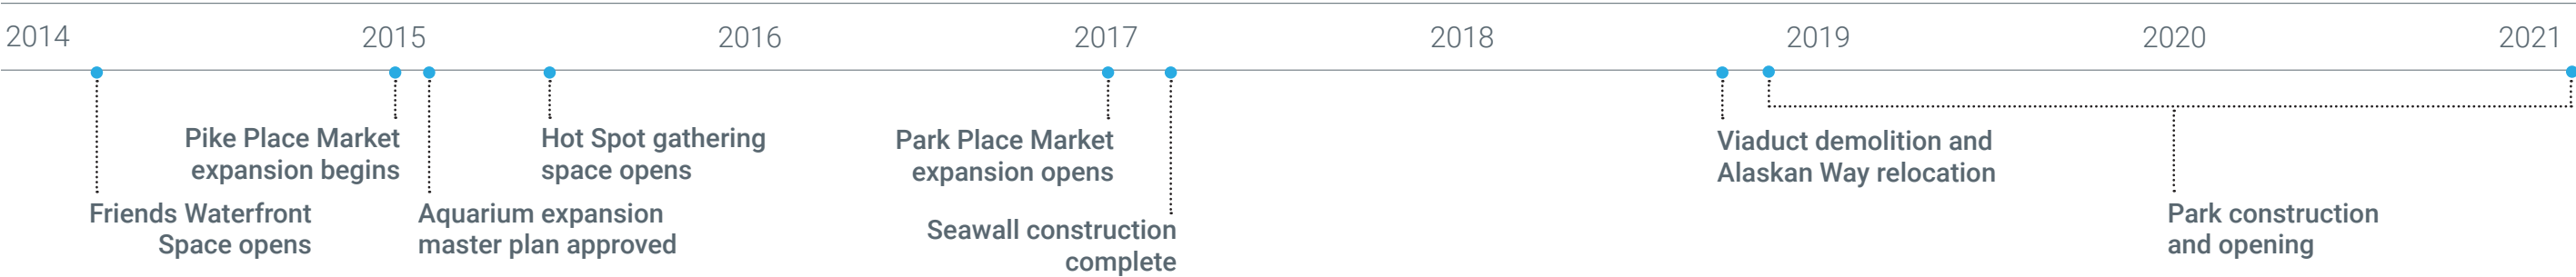 2014 2015 2016 2017 2018 2019 2020 2021
Pike Place Market
expansion begins
Hot Spot gathering
space opens
Park Place Market
expansion opens
Viaduct demolition and
Alaskan Way relocation
Friends Waterfront
Space opens
Aquarium expansion
master plan approved
Seawall construction
complete
Park construction
and opening